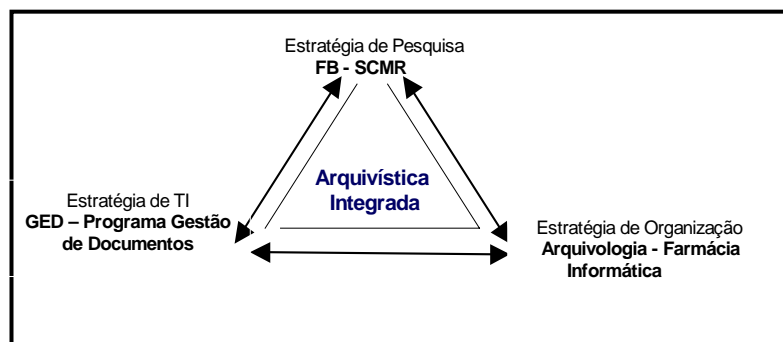 Estratégia de Pesquisa
FB - SCMR
Arquivística
Integrada
Estratégia de TI
GED – Programa Gestão
de Documentos
Estratégia de Organização
Arquivologia - Farmácia
Informática